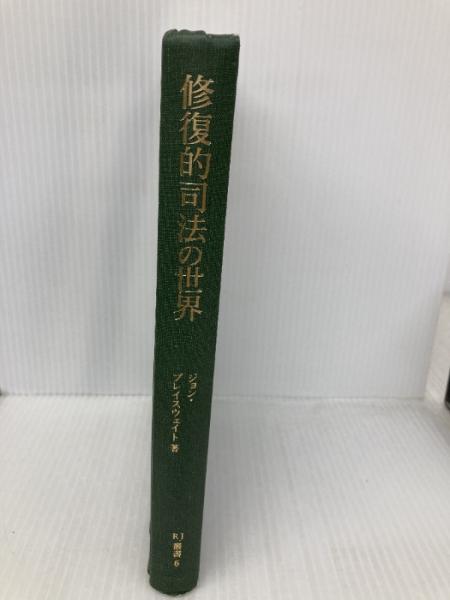 修復的司法の世界
ジョン・
ブレイスウェイト 著
RJ叢書 6